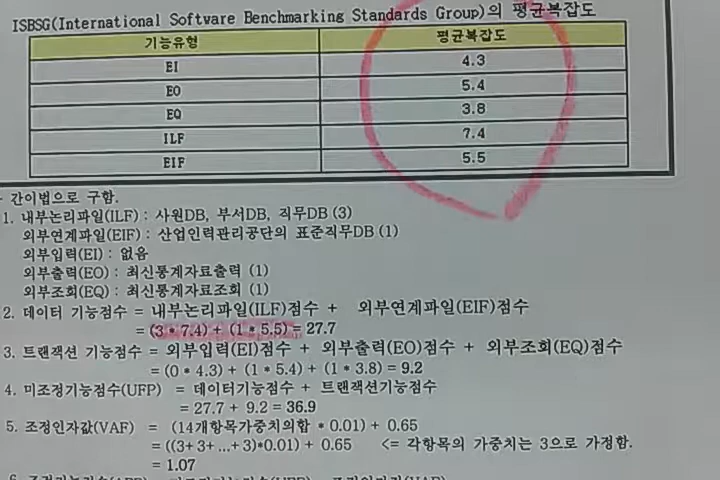 ISBSG(International Software Benchmarking Standards Group)의 평균복잡도
기능유형 평균복잡도
EI 4.3
EO 5.4
EQ 3.8
ILF 7.4
EIF 5.5
간이법으로 구함.
1. 내부논리파일(ILF) : 사원DB, 부서DB, 직무DB (3)
외부연계파일(EIF) : 산업인력관리공단의 표준직무DB (1)
외부입력(EI) : 없음
외부출력(EO) : 최신통계자료출력 (1)
외부조회(EQ) : 최신통계자료조회 (1)
2. 데이터 기능점수 = 내부논리파일(ILF)점수 + 외부연계파일(EIF)점수
= (3 * 7.4) + (1 * 5.5) = 27.7
3. 트랜잭션 기능점수 = 외부입력(EI)점수 + 외부출력(EO)점수 + 외부조회(EQ)점수
= (0 * 4.3) + (1 * 5.4) + (1 * 3.8) = 9.2
4. 미조정기능점수(UFP) = 데이터기능점수 + 트랜잭션기능점수
= 27.7 + 9.2 = 36.9
5. 조정인자값(VAF) = (14개항목가중치의합 * 0.01) + 0.65
= ((3+3+...+3)*0.01) + 0.65 <= 각항목의 가중치는 3으로 가정함.
= 1.07